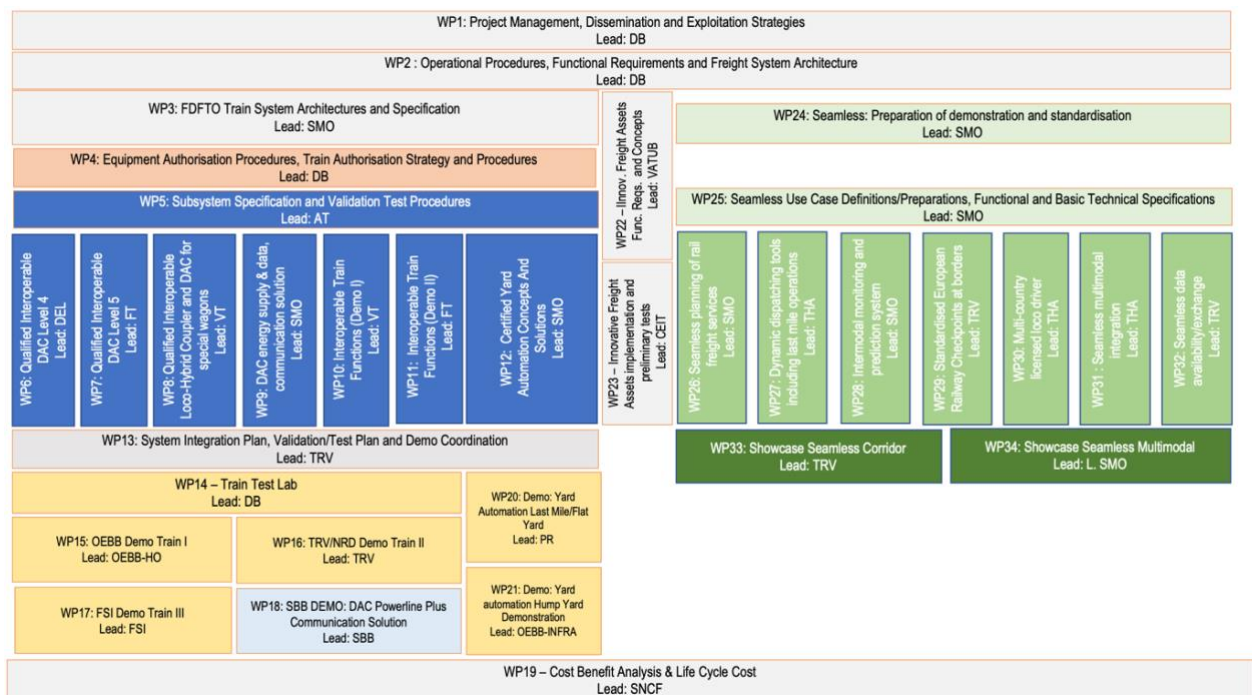 WP1: Project Management, Dissemination and Exploitation Strategies
Lead: DB
WP2 : Operational Procedures, Functional Requirements and Freight System Architecture
Lead: DB
WP3: FDFTO Train System Architectures and Specification
Lead: SMO
WP4: Equipment Authorisation Procedures, Train Authorisation Strategy and Procedures
Lead: DB
WP5: Subsystem Specification and Validation Test Procedures
Lead: AT
WP6: Qualified Interoperable
DAC Level 4
Lead: DEL
WP7: Qualified Interoperable
DAC Level 5
Lead: FT
WP8: Qualified Interoperable
Loco-Hybrid Coupler and DAC for
special wagons
Lead: VT
WP9: DAC energy supply & data,
communication solution
Lead: SMO
WP10: Interoperable Train
Functions (Demo I)
Lead: VT
WP11: Interoperable Train
Functions (Demo II)
Lead: FT
WP12: Certified Yard
Automation Concepts And
Solutions
Lead: SMO
WP13: System Integration Plan, Validation/Test Plan and Demo Coordination
Lead: TRV
WP14 – Train Test Lab
Lead: DB
WP15: OEBB Demo Train I
Lead: OEBB-HO
WP16: TRV/NRD Demo Train II
Lead: TRV
WP17: FSI Demo Train III
Lead: FSI
WP18: SBB DEMO: DAC Powerline Plus
Communication Solution
Lead: SBB
WP20: Demo: Yard
Automation Last Mile/Flat
Yard
Lead: PR
WP21: Demo: Yard
automation Hump Yard
Demonstration
Lead: OEBB-INFRA
WP22 – IInnov. Freight Assets
Func. Reqs. and Concepts
Lead: VATUB
WP23 – Innovative Freight
Assets implementation and
preliminary tests
Lead: CEIT
WP24: Seamless: Preparation of demonstration and standardisation
Lead: SMO
WP25: Seamless Use Case Definitions/Preparations, Functional and Basic Technical Specifications
Lead: SMO
WP26: Seamless planning of rail
freight services
Lead: SMO
WP27: Dynamic dispatching tools
including last mile operations
Lead: THA
WP28: Intermodal monitoring and
prediction system
Lead: SMO
WP29: Standardised European
Railway Checkpoints at borders
Lead: TRV
WP30: Multi-country
licensed loco driver
Lead: THA
WP31: Seamless multimodal
integration
Lead: THA
WP32: Seamless data
availability/exchange
Lead: TRV
WP33: Showcase Seamless Corridor
Lead: TRV
WP34: Showcase Seamless Multimodal
Lead: L. SMO
WP19 – Cost Benefit Analysis & Life Cycle Cost
Lead: SNCF